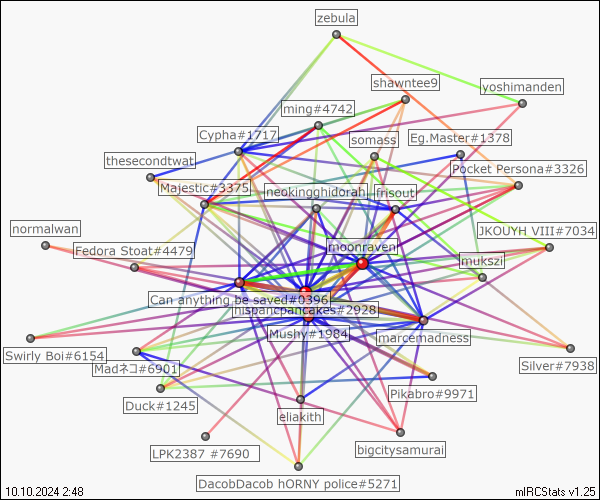 zebula
shawntee9
yoshimanden
ming#4742
Cypha#1717
somass
Eg.Master#1378
thesecondtwat
Pocket Persona#3326
Majestic#3375
neokingghidorah
frisout
normalwan
JKOUYH VIII#7034
Fedora Stoat#4479
moonraven
mukszi
Can anything be saved#0396
hispancpancakes#2928
Mushy#1984
marcemadness
Swirly Boi#6154
Madネコ#6901
Silver#7938
Duck#1245
Pikabro#9971
eliakith
LPK2387 #7690
bigcitysamurai
DacobDacob hORNY police#5271
10.10.2024 2:48
mIRCStats v1.25